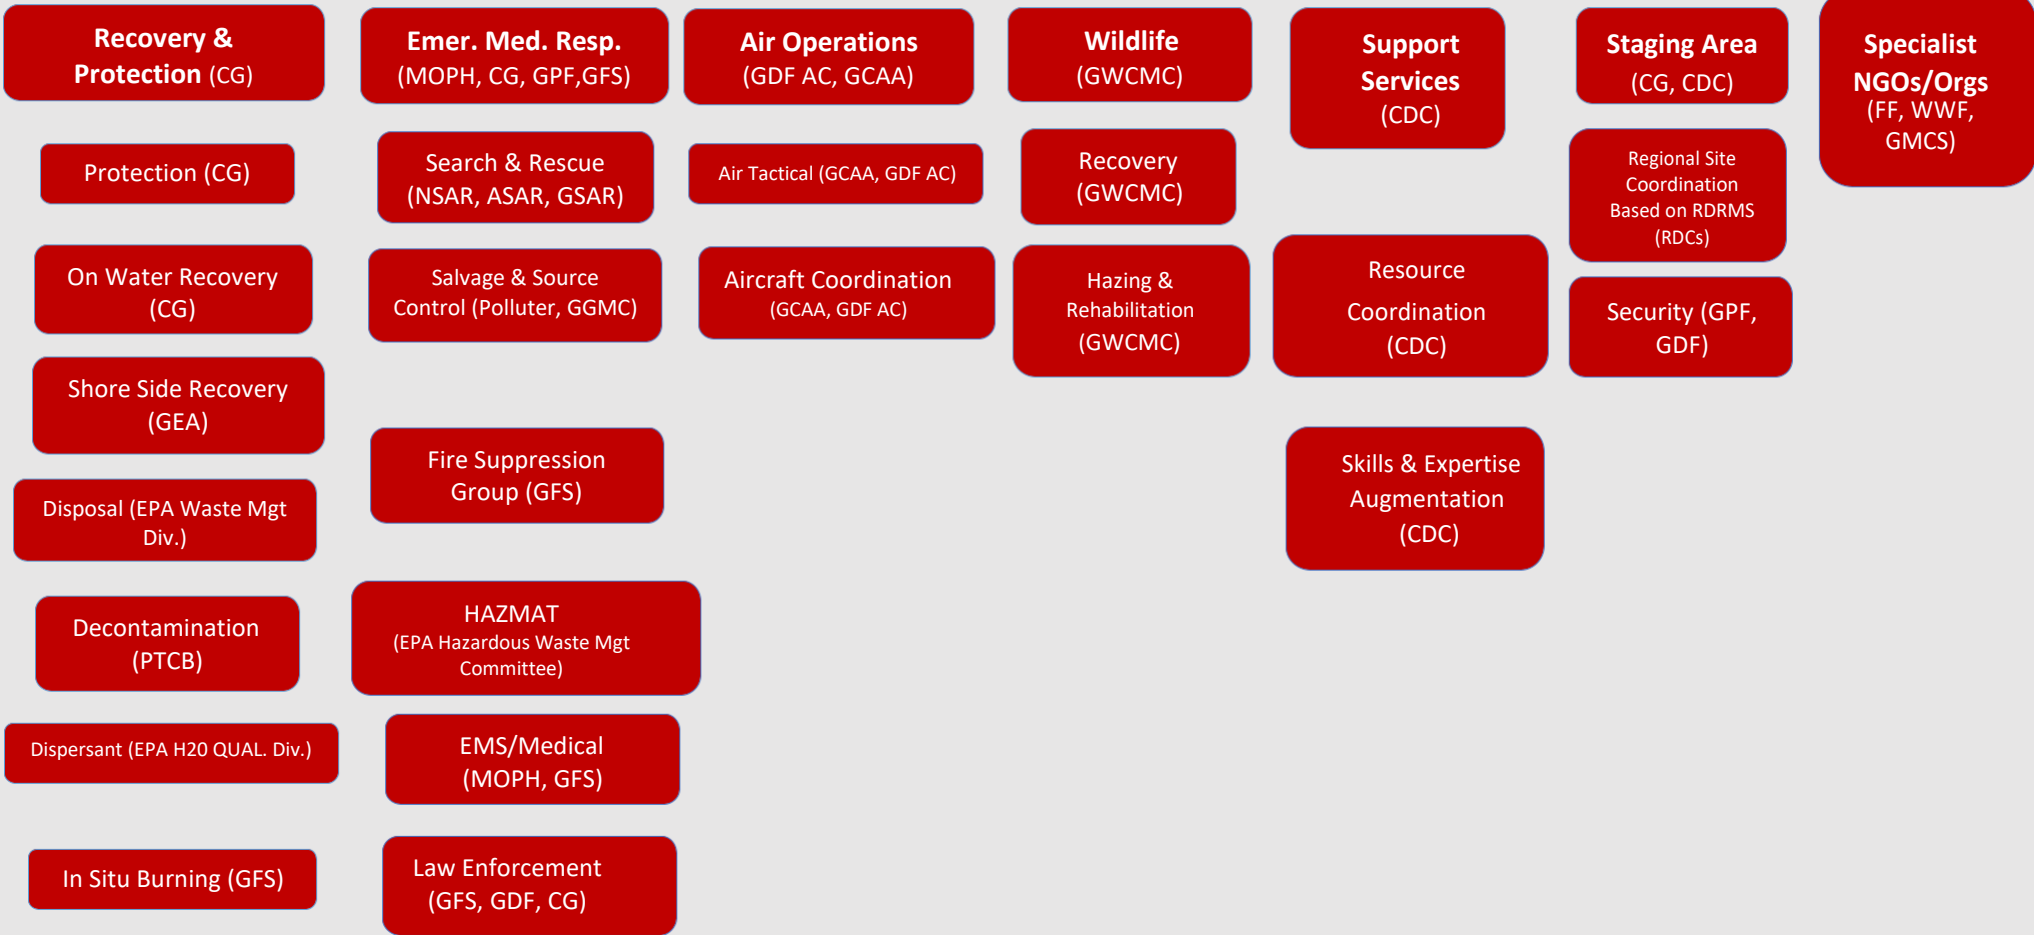 Recovery &
Protection (CG)
Protection (CG)
On Water Recovery
(CG)
Shore Side Recovery
(GEA)
Disposal (EPA Waste Mgt
Div.)
Decontamination
(PTCB)
Dispersant (EPA H20 QUAL. Div.)
In Situ Burning (GFS)
Emer. Med. Resp.
(MOPH, CG, GPF,GFS)
Search & Rescue
(NSAR, ASAR, GSAR)
Salvage & Source
Control (Polluter, GGMC)
Fire Suppression
Group (GFS)
HAZMAT
(EPA Hazardous Waste Mgt
Committee)
EMS/Medical
(MOPH, GFS)
Law Enforcement
(GFS, GDF, CG)
Air Operations
(GDF AC, GCAA)
Air Tactical (GCAA, GDF AC)
Aircraft Coordination
(GCAA, GDF AC)
Wildlife
(GWCMC)
Recovery
(GWCMC)
Hazing &
Rehabilitation
(GWCMC)
Support
Services
(CDC)
Resource
Coordination
(CDC)
Skills & Expertise
Augmentation
(CDC)
Staging Area
(CG, CDC)
Regional Site
Coordination
Based on RDRMS
(RDCs)
Security (GPF,
GDF)
Specialist
NGOs/Orgs
(FF, WWF,
GMCS)